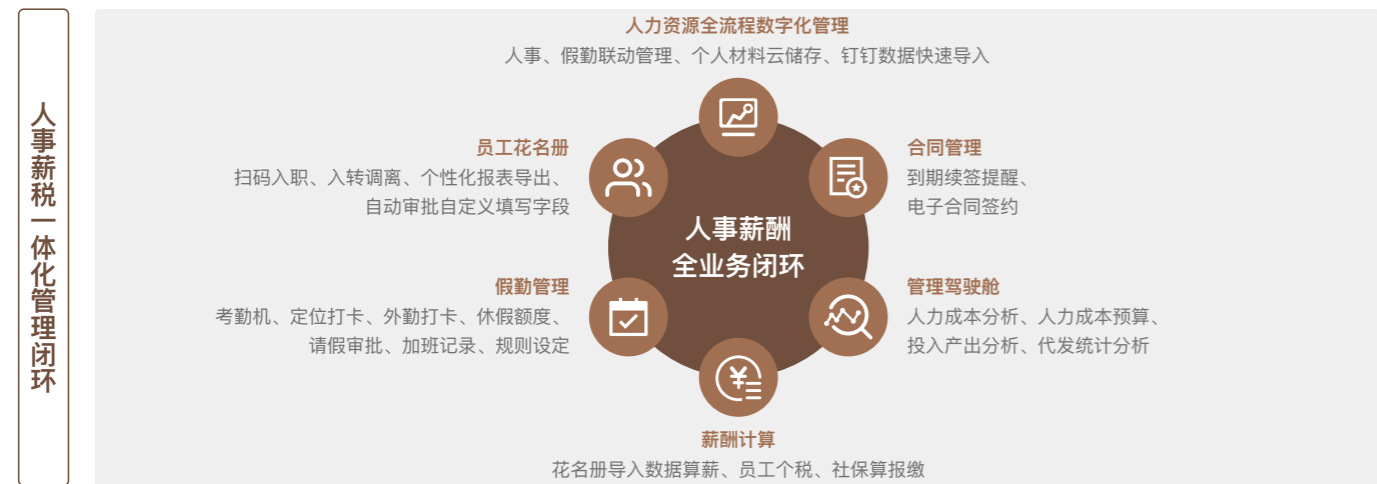 人事薪税一体化管理闭环
人力资源全流程数字化管理
人事、假勤联动管理、个人材料云储存、钉钉数据快速导入
员工花名册
扫码入职、入转调离、个性化报表导出、
自动审批自定义填写字段
合同管理
到期续签提醒、
电子合同签约
人事薪酬
全业务闭环
假勤管理
考勤机、定位打卡、外勤打卡、休假额度、
请假审批、加班记录、规则设定
管理驾驶舱
人力成本分析、人力成本预算、
投入产出分析、代发统计分析
薪酬计算
花名册导入数据算薪、员工个税、社保算报缴